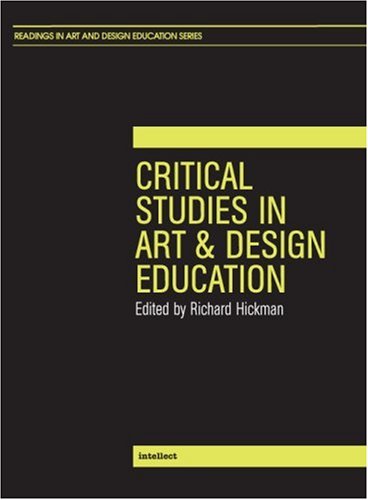 READINGS IN ART AND DESIGN EDUCATION SERIES
CRITICAL
STUDIES IN
ART & DESIGN
EDUCATION
Edited by Richard Hickman
intellect